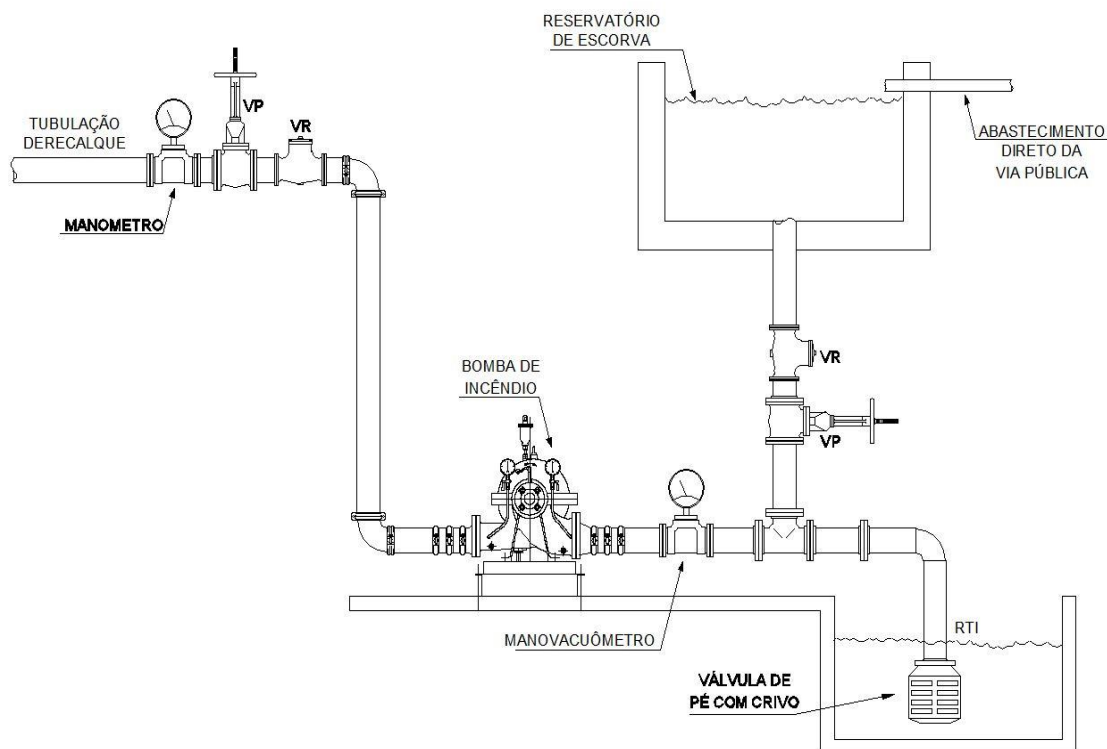 RESERVATÓRIO
DE ESCORVA
VP
VR
TUBULAÇÃO
DERECALQUE
MANOMETRO
ABASTECIMENTO
DIRETO DA
VIA PÚBLICA
VR
BOMBA DE
INCÊNDIO
VP
MANOVACUÔMETRO
RTI
VÁLVULA DE
PÉ COM CRIVO